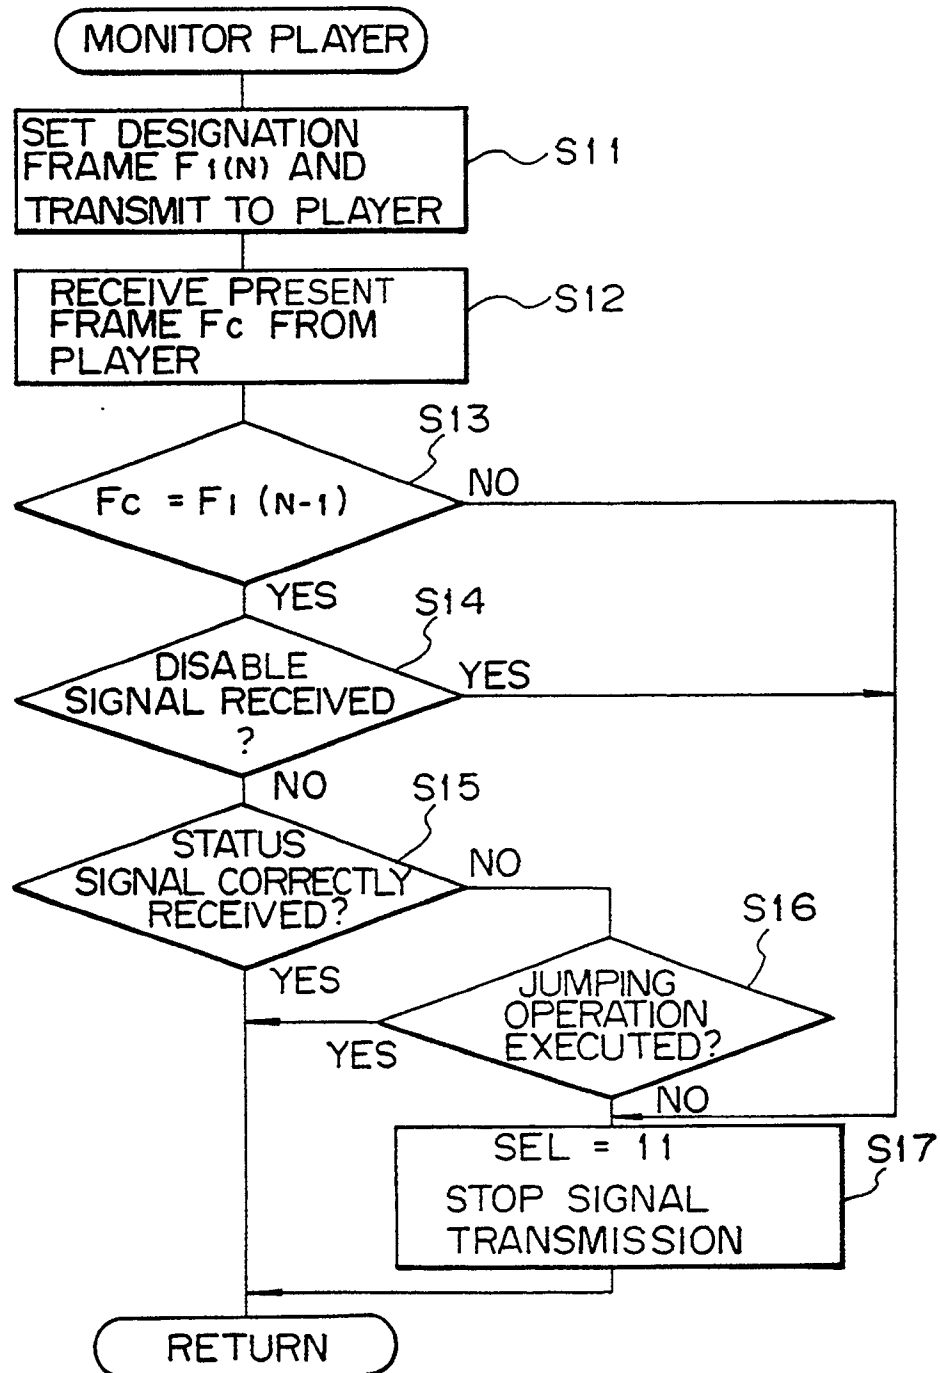 MONITOR PLAYER
SET DESIGNATION
FRAME F1(N) AND
TRANSMIT TO PLAYER
S11
RECEIVE PRESENT
FRAME Fc FROM
PLAYER
S12
S13
Fc = F1 (N-1)
NO
YES
S14
DISABLE
SIGNAL RECEIVED
?
YES
NO
S15
STATUS
SIGNAL CORRECTLY
RECEIVED?
NO
YES
S16
JUMPING
OPERATION
EXECUTED?
YES
NO
SEL = 11
STOP SIGNAL
TRANSMISSION
S17
RETURN